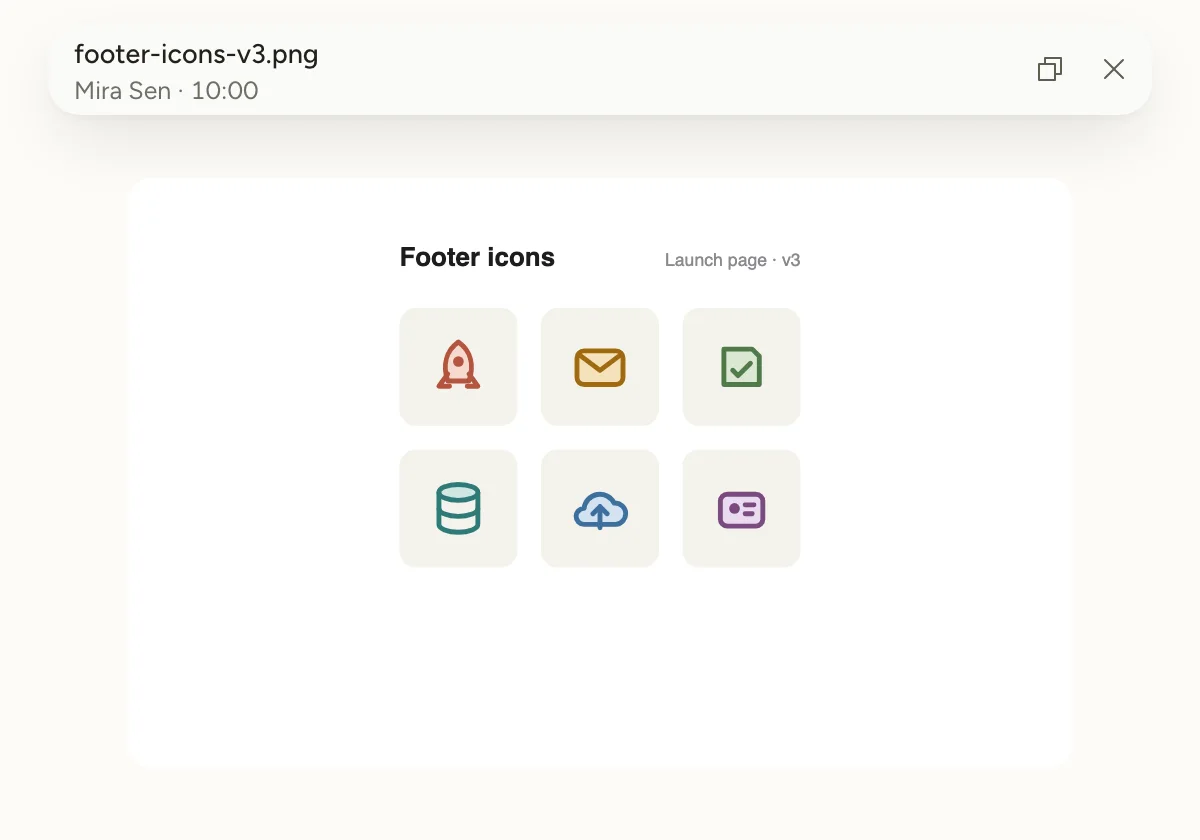 footer-icons-v3.png
Mira Sen · 10:00
Footer icons
Launch page · v3